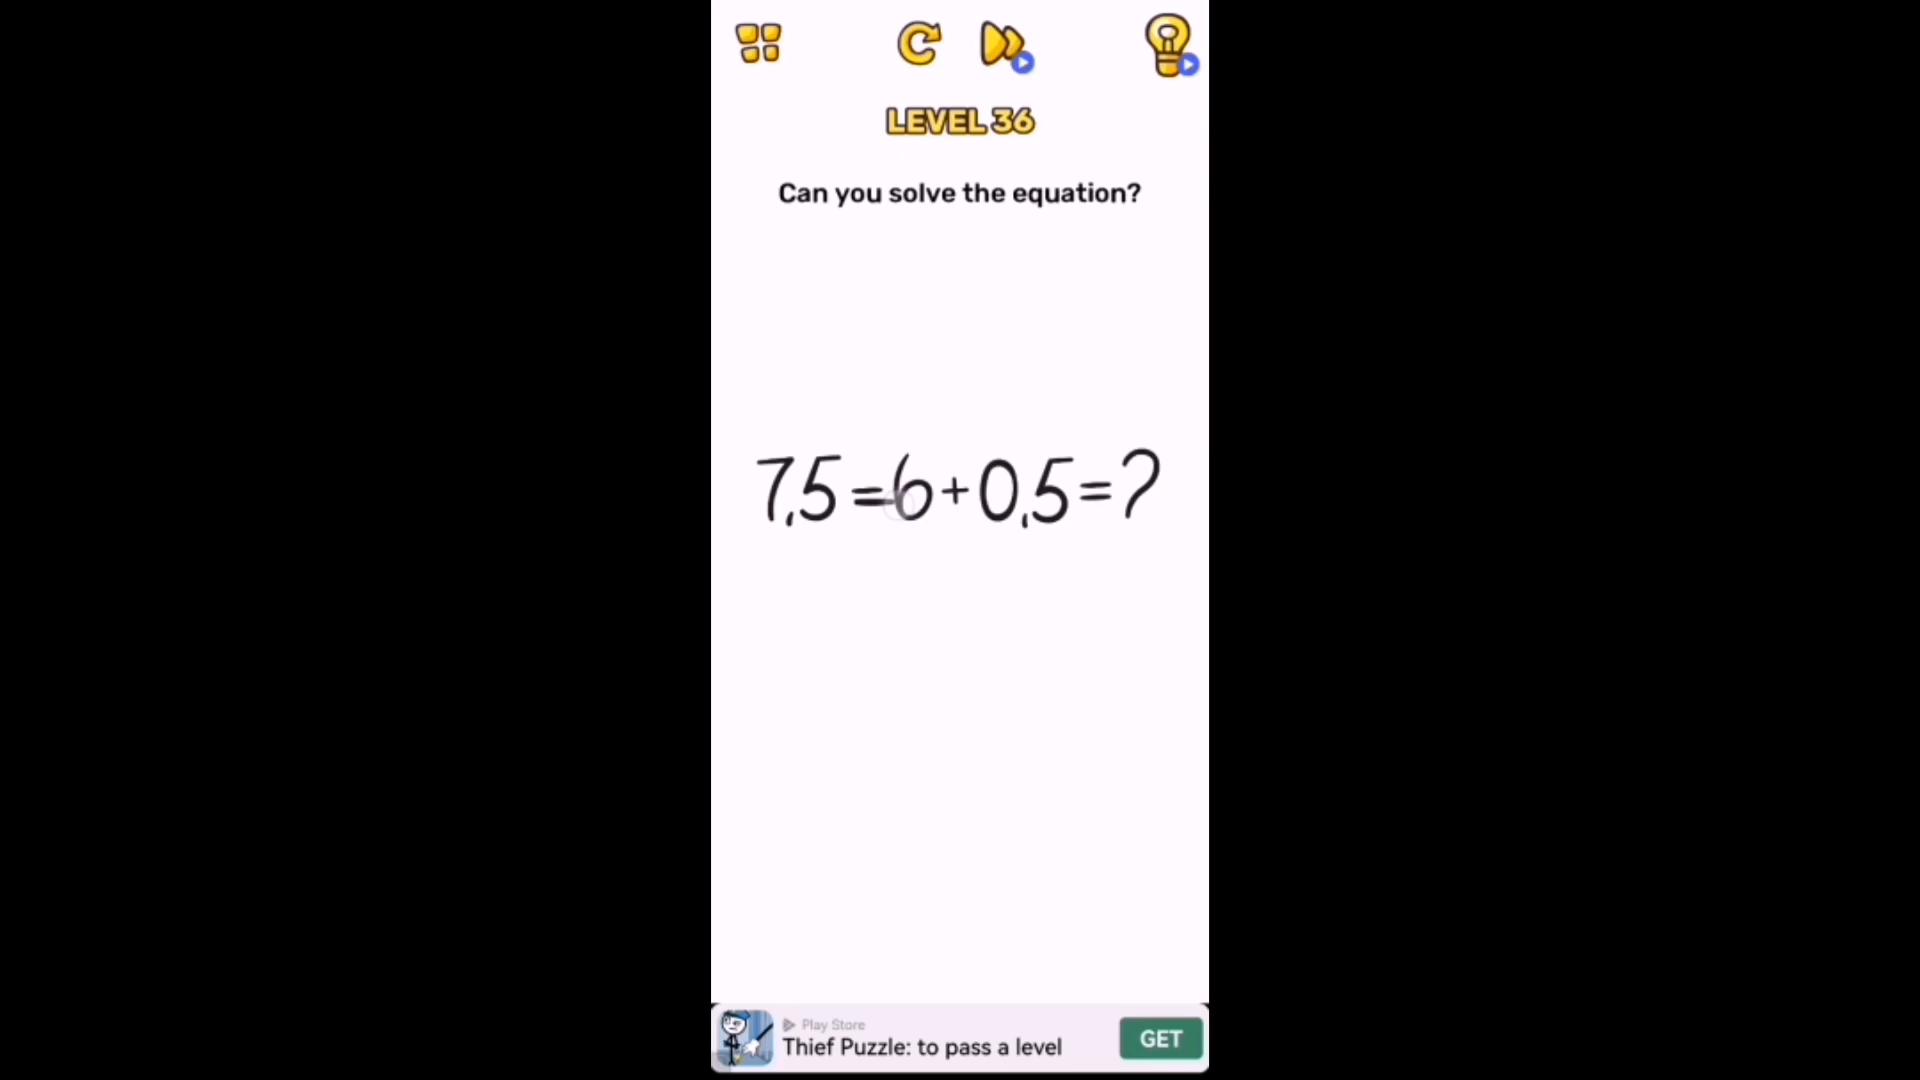 LEVEL 36
Can you solve the equation?
7,5=6+0,5=?
Play Store
Thief Puzzle: to pass a level
GET